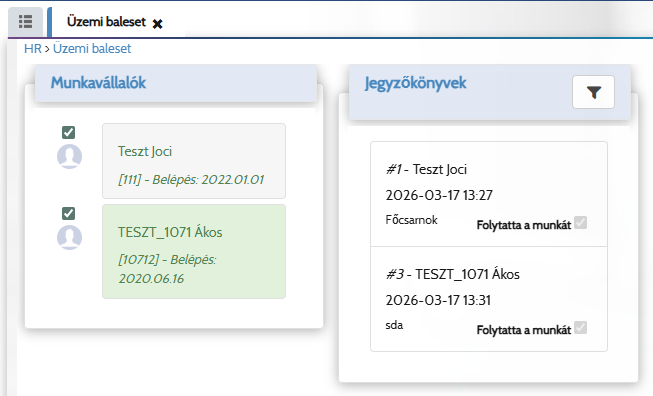 Üzemi baleset
HR > Üzemi baleset
Munkavállalók
Teszt Joci
[111] - Belépés: 2022.01.01
TESZT_1071 Ákos
[10712] - Belépés:
2020.06.16
Jegyzőkönyvek
#1 - Teszt Joci
2026-03-17 13:27
Főcsarnok
Folytatta a munkát
#3 - TESZT_1071 Ákos
2026-03-17 13:31
sda
Folytatta a munkát